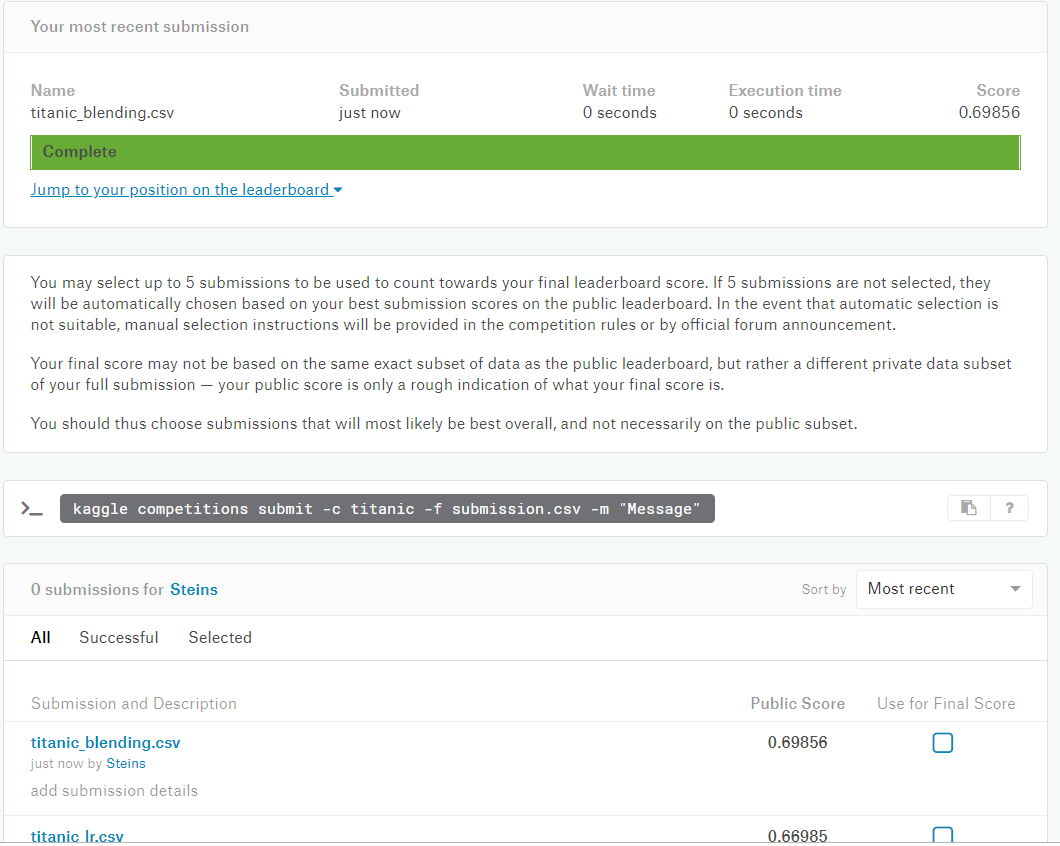 Your most recent submission
Name Submitted Wait time Execution time Score
titanic_blending.csv just now 0 seconds 0 seconds 0.69856
Complete
Jump to your position on the leaderboard
You may select up to 5 submissions to be used to count towards your final leaderboard score. If 5 submissions are not selected, they
will be automatically chosen based on your best submission scores on the public leaderboard. In the event that automatic selection is
not suitable, manual selection instructions will be provided in the competition rules or by official forum announcement.
Your final score may not be based on the same exact subset of data as the public leaderboard, but rather a different private data subset
of your full submission — your public score is only a rough indication of what your final score is.
You should thus choose submissions that will most likely be best overall, and not necessarily on the public subset.
>_ kaggle competitions submit -c titanic -f submission.csv -m "Message" ?
0 submissions for Steins Sort by Most recent
All Successful Selected
Submission and Description Public Score Use for Final Score
titanic_blending.csv 0.69856
just now by Steins
add submission details
titanic_lr.csv 0.66985